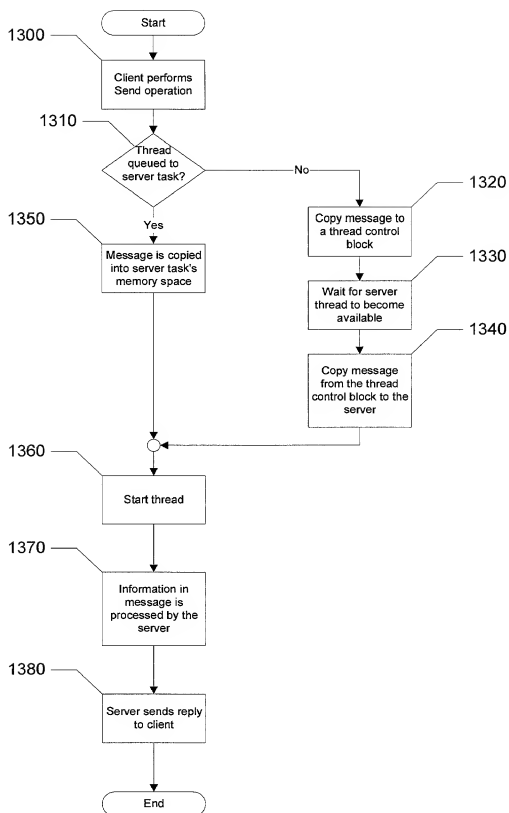 Start
1300
Client performs
Send operation
1310
Thread
queued to
server task?
No
1320
Copy message to
a thread control
block
1350
Yes
Message is copied
into server task's
memory space
1330
Wait for server
thread to become
available
1340
Copy message
from the thread
control block to the
server
1360
Start thread
1370
Information in
message is
processed by the
server
1380
Server sends reply
to client
End